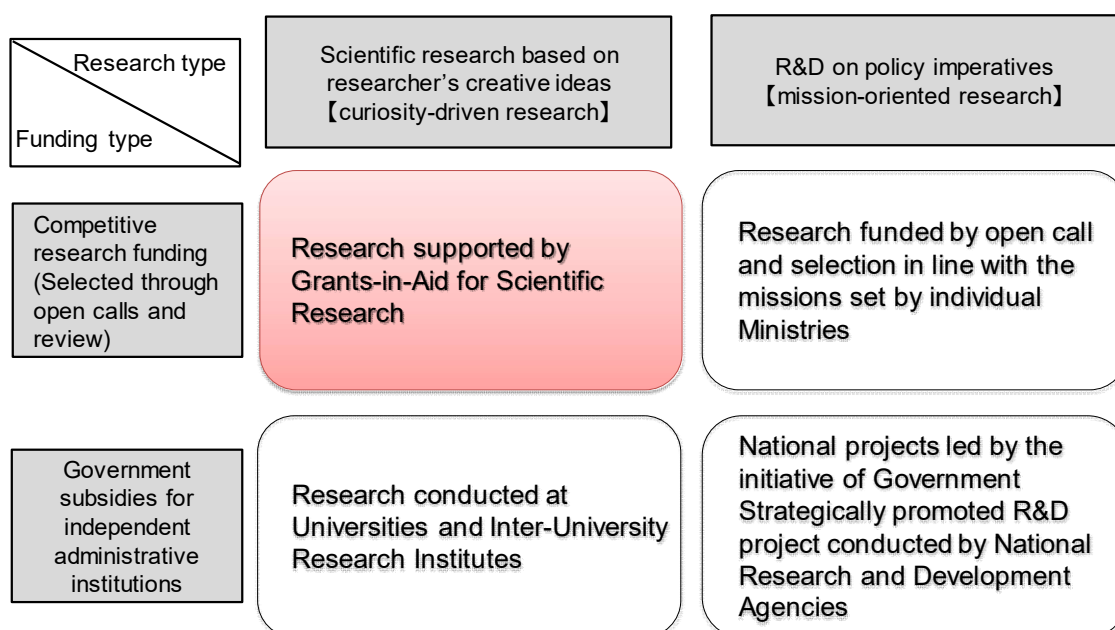 Research type
Funding type
Scientific research based on
researcher's creative ideas
【curiosity-driven research】
R&D on policy imperatives
【mission-oriented research】
Competitive
research funding
(Selected through
open calls and
review)
Research supported by
Grants-in-Aid for Scientific
Research
Research funded by open call
and selection in line with the
missions set by individual
Ministries
Government
subsidies for
independent
administrative
institutions
Research conducted at
Universities and Inter-University
Research Institutes
National projects led by the
initiative of Government
Strategically promoted R&D
project conducted by National
Research and Development
Agencies